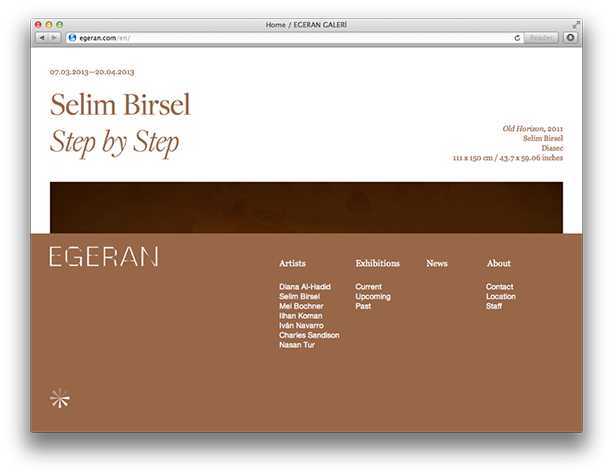 Home / EGERAN GALERİ
egeran.com/en/
Reader
07.03.2013—20.04.2013
Selim Birsel
Step by Step
Old Horizon, 2011
Selim Birsel
Diasec
111 x 150 cm / 43.7 x 59.06 inches
EGERAN
Artists
Diana Al-Hadid
Selim Birsel
Mel Bochner
Ilhan Koman
Iván Navarro
Charles Sandison
Nasan Tur
Exhibitions
Current
Upcoming
Past
News
About
Contact
Location
Staff